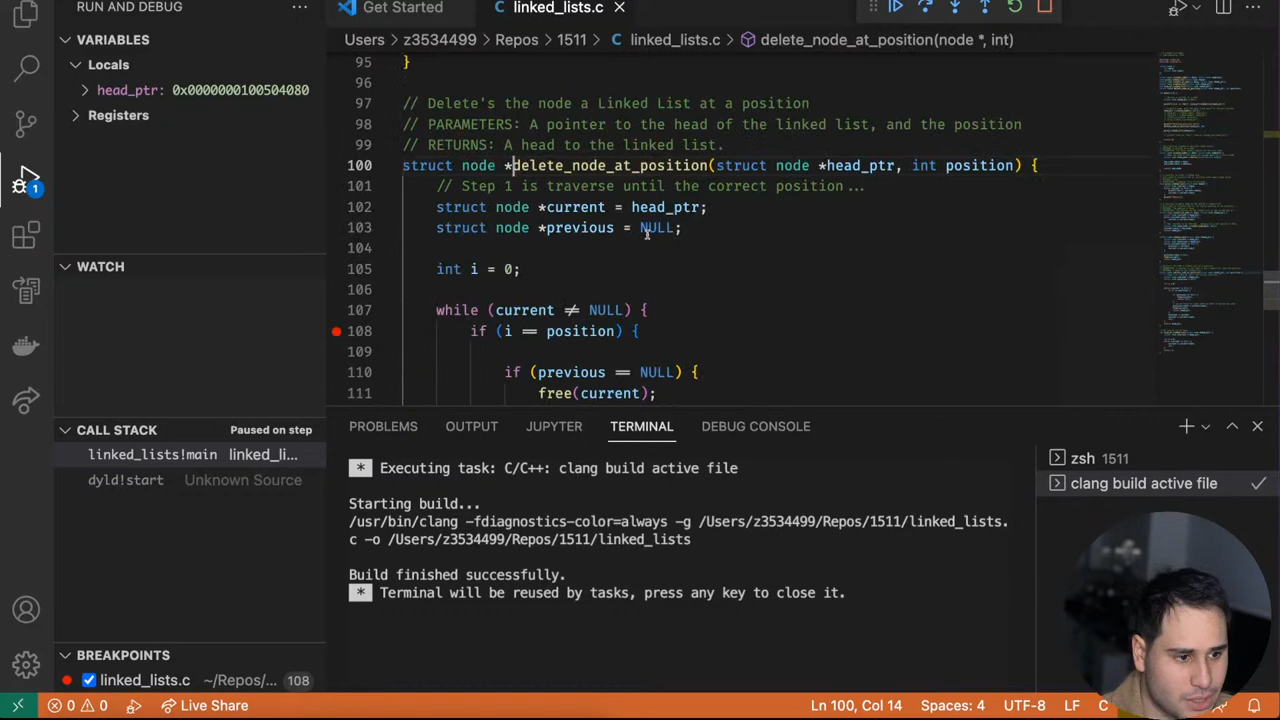 RUN AND DEBUG ...
Get Started
linked_lists.c
VARIABLES
Locals
head_ptr: 0x0000000100504080
Registers
WATCH
CALL STACK Paused on step
linked_lists!main linked_li...
dyld!start Unknown Source
BREAKPOINTS
linked_lists.c ~/Repo/... 108
1
Users > z3534499 > Repos > 1511 > C linked_lists.c > delete_node_at_position(node *, int)
95 }
96
97 // Delete's the node a Linked List at a position
98 // PARAMETERS: A pointer to the head of the linked list, and the position
99 // RETURNS: A head to the linked list.
100 struct node *delete_node_at_position(struct node *head_ptr, int position) {
101 // Step 1 is traverse until the correct position...
102 struct node *current = head_ptr;
103 struct node *previous = NULL;
104
105 int i = 0;
106
107 while (current != NULL) {
108 if (i == position) {
109
110 if (previous == NULL) {
111 free(current);
PROBLEMS OUTPUT JUPYTER TERMINAL DEBUG CONSOLE
* Executing task: C/C++: clang build active file
Starting build...
/usr/bin/clang -fdiagnostics-color=always -g /Users/z3534499/Repos/1511/linked_lists.
c -o /Users/z3534499/Repos/1511/linked_lists
Build finished successfully.
* Terminal will be reused by tasks, press any key to close it.
zsh 1511
clang build active file
0 0 Live Share Ln 100, Col 14 Spaces: 4 UTF-8 LF C